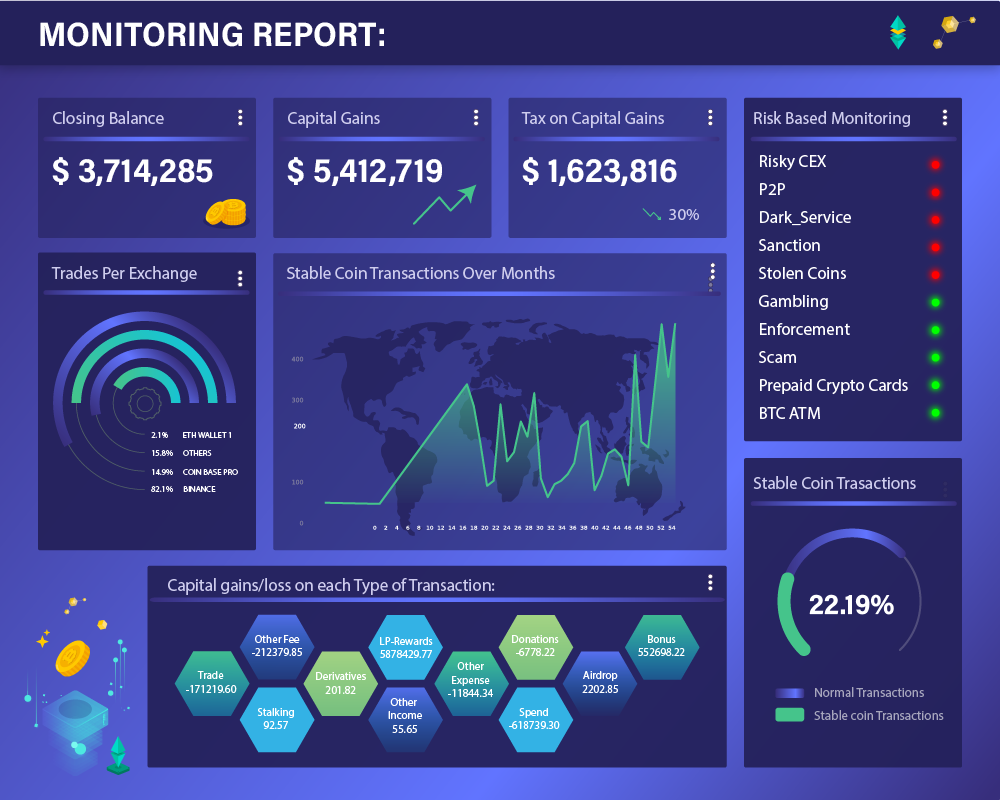 MONITORING REPORT:
Closing Balance
$ 3,714,285
Capital Gains
$ 5,412,719
Tax on Capital Gains
$ 1,623,816
30%
Risk Based Monitoring
Risky CEX
P2P
Dark_Service
Sanction
Stolen Coins
Gambling
Enforcement
Scam
Prepaid Crypto Cards
BTC ATM
Trades Per Exchange
2.1% ETH WALLET 1
15.8% OTHERS
14.9% COIN BASE PRO
82.1% BINANCE
Stable Coin Transactions Over Months
400
300
200
100
0
0 2 4 6 8 10 12 14 16 18 20 22 24 26 28 30 32 34 36 38 40 42 44 46 48 50 52 54
Stable Coin Trasactions
22.19%
Normal Transactions
Stable coin Transactions
Capital gains/loss on each Type of Transaction:
Trade
-171219.60
Other Fee
-212379.85
Stalking
92.57
Derivatives
201.82
LP-Rewards
5878429.77
Other
Income
55.65
Other
Expense
-11844.34
Donations
-6778.22
Spend
-618739.30
Airdrop
2202.85
Bonus
552698.22